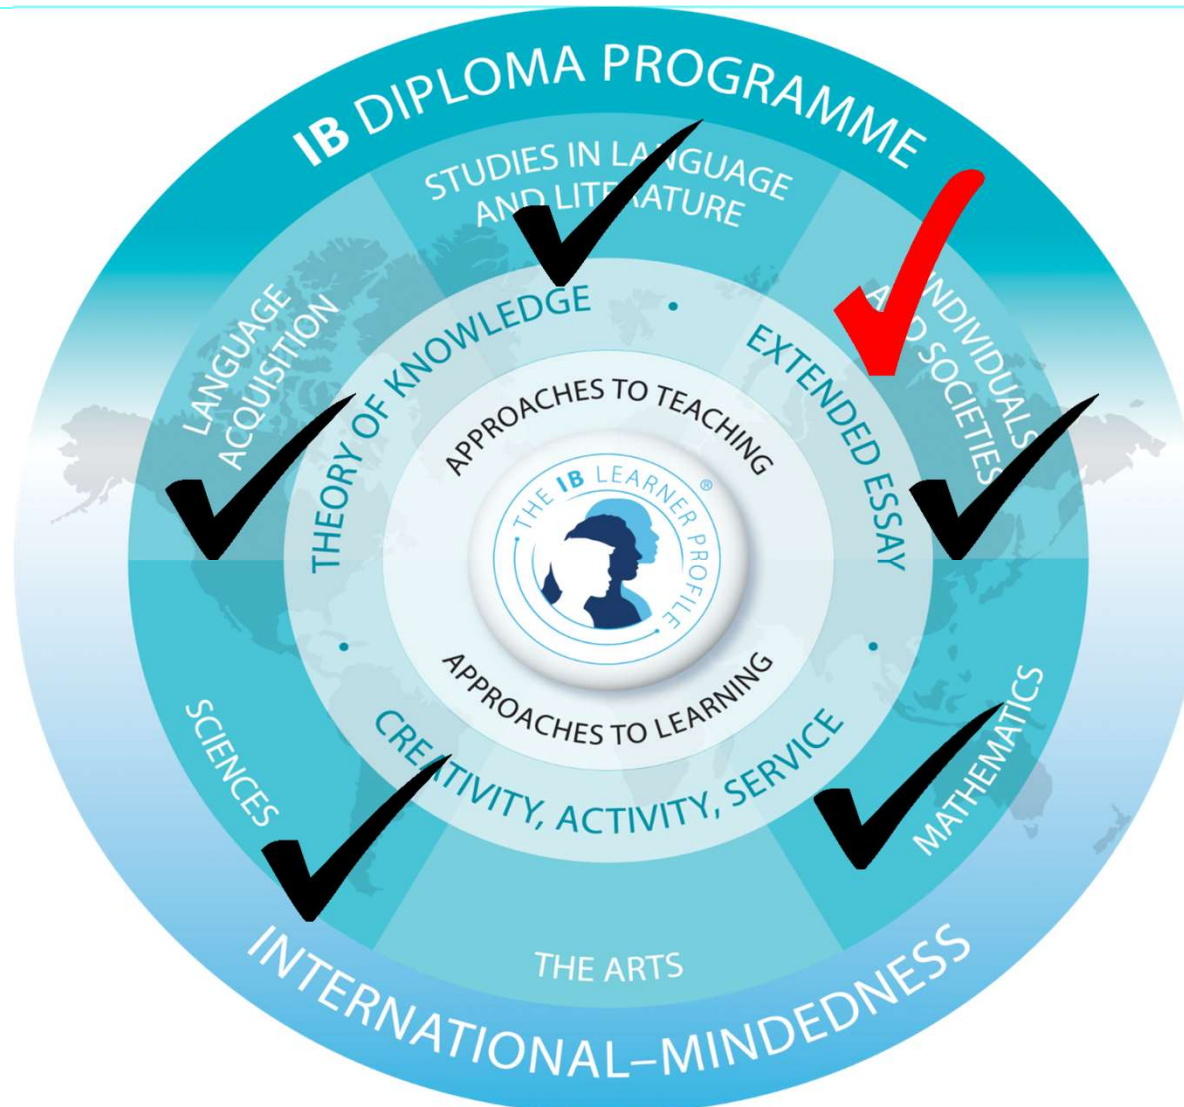 IB DIPLOMA PROGRAMME
STUDIES IN LANGUAGE
AND LITERATURE
LANGUAGE
ACQUISITION
INDIVIDUALS
AND SOCIETIES
THEORY OF KNOWLEDGE
EXTENDED ESSAY
APPROACHES TO TEACHING
THE IB LEARNER PROFILE ®
APPROACHES TO LEARNING
CREATIVITY, ACTIVITY, SERVICE
SCIENCES
MATHEMATICS
THE ARTS
INTERNATIONAL–MINDEDNESS